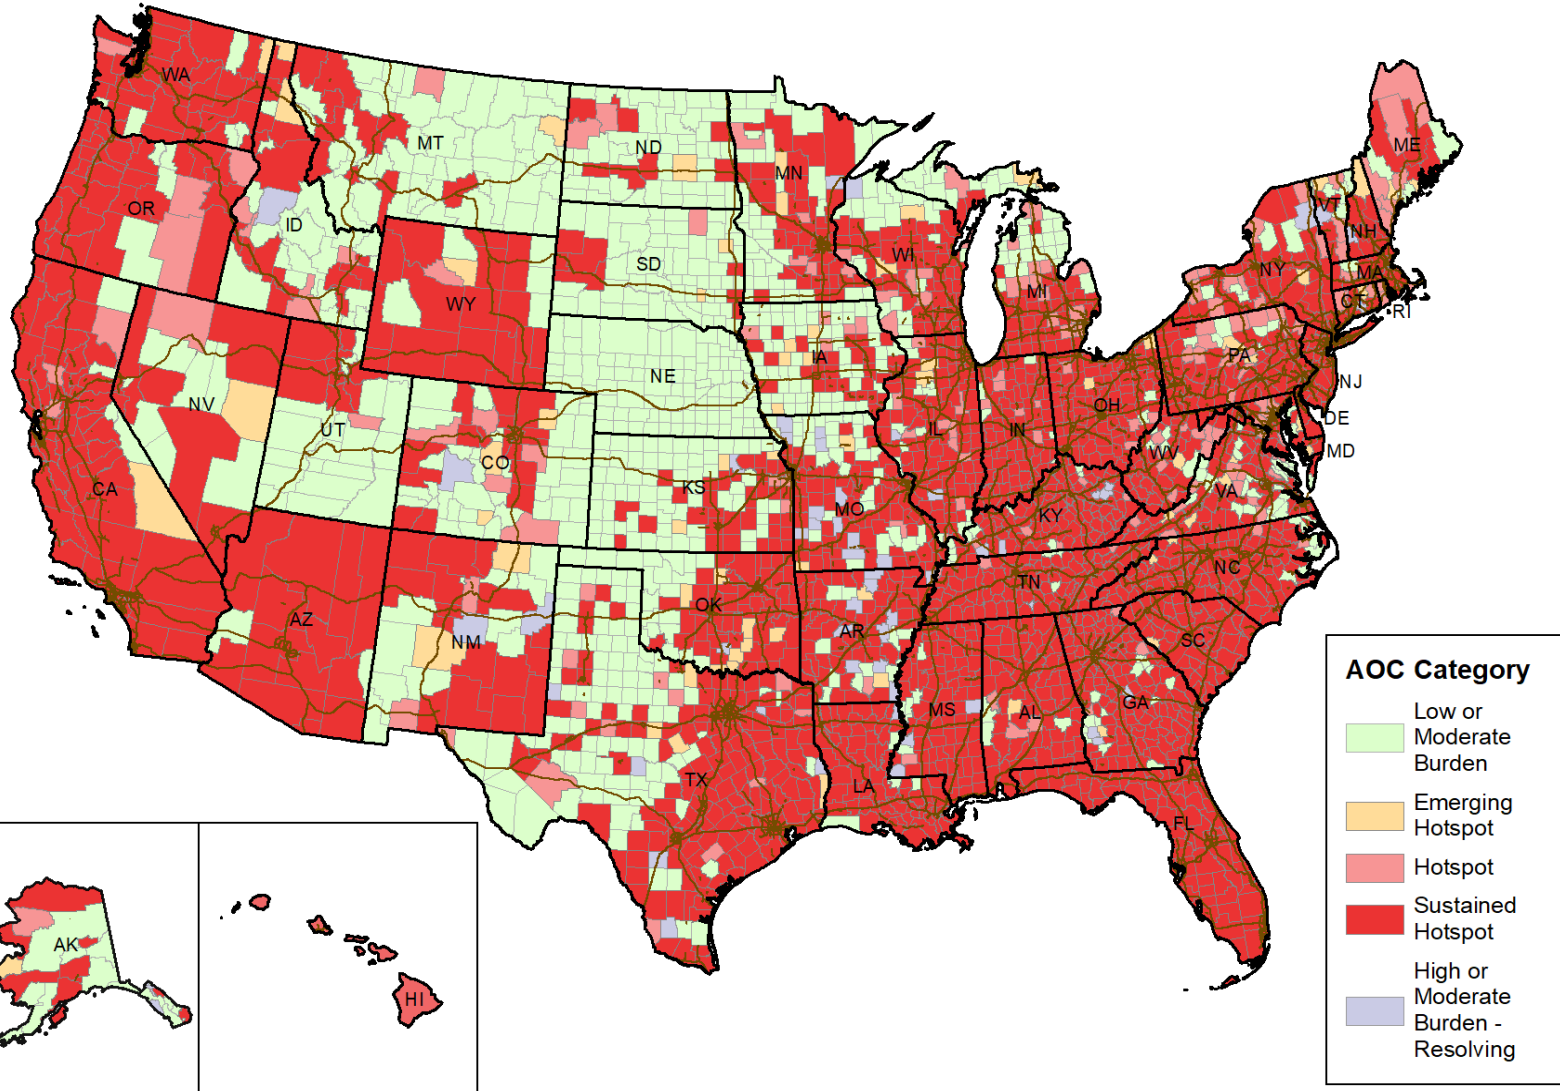 WA
MT
ND
MN
ME
OR
ID
SD
WI
MI
VT
NH
NY
MA
CT
RI
WY
NE
IA
PA
NJ
NV
UT
CO
KS
IL
IN
OH
DE
MD
WV
VA
CA
MO
KY
AZ
NM
OK
AR
TN
NC
SC
TX
LA
MS
AL
GA
FL
AK
HI
AOC Category
Low or
Moderate
Burden
Emerging
Hotspot
Hotspot
Sustained
Hotspot
High or
Moderate
Burden -
Resolving